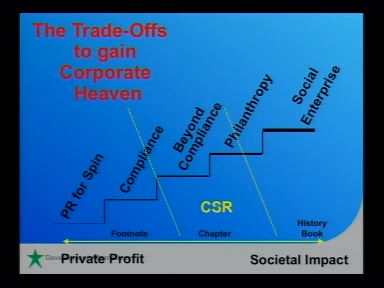 The Trade-Offs
to gain
Corporate
Heaven
PR for Spin
Compliance
Beyond
Compliance
Philanthropy
Social
Enterprise
CSR
Footnote
Chapter
History
Book
Private Profit
Societal Impact